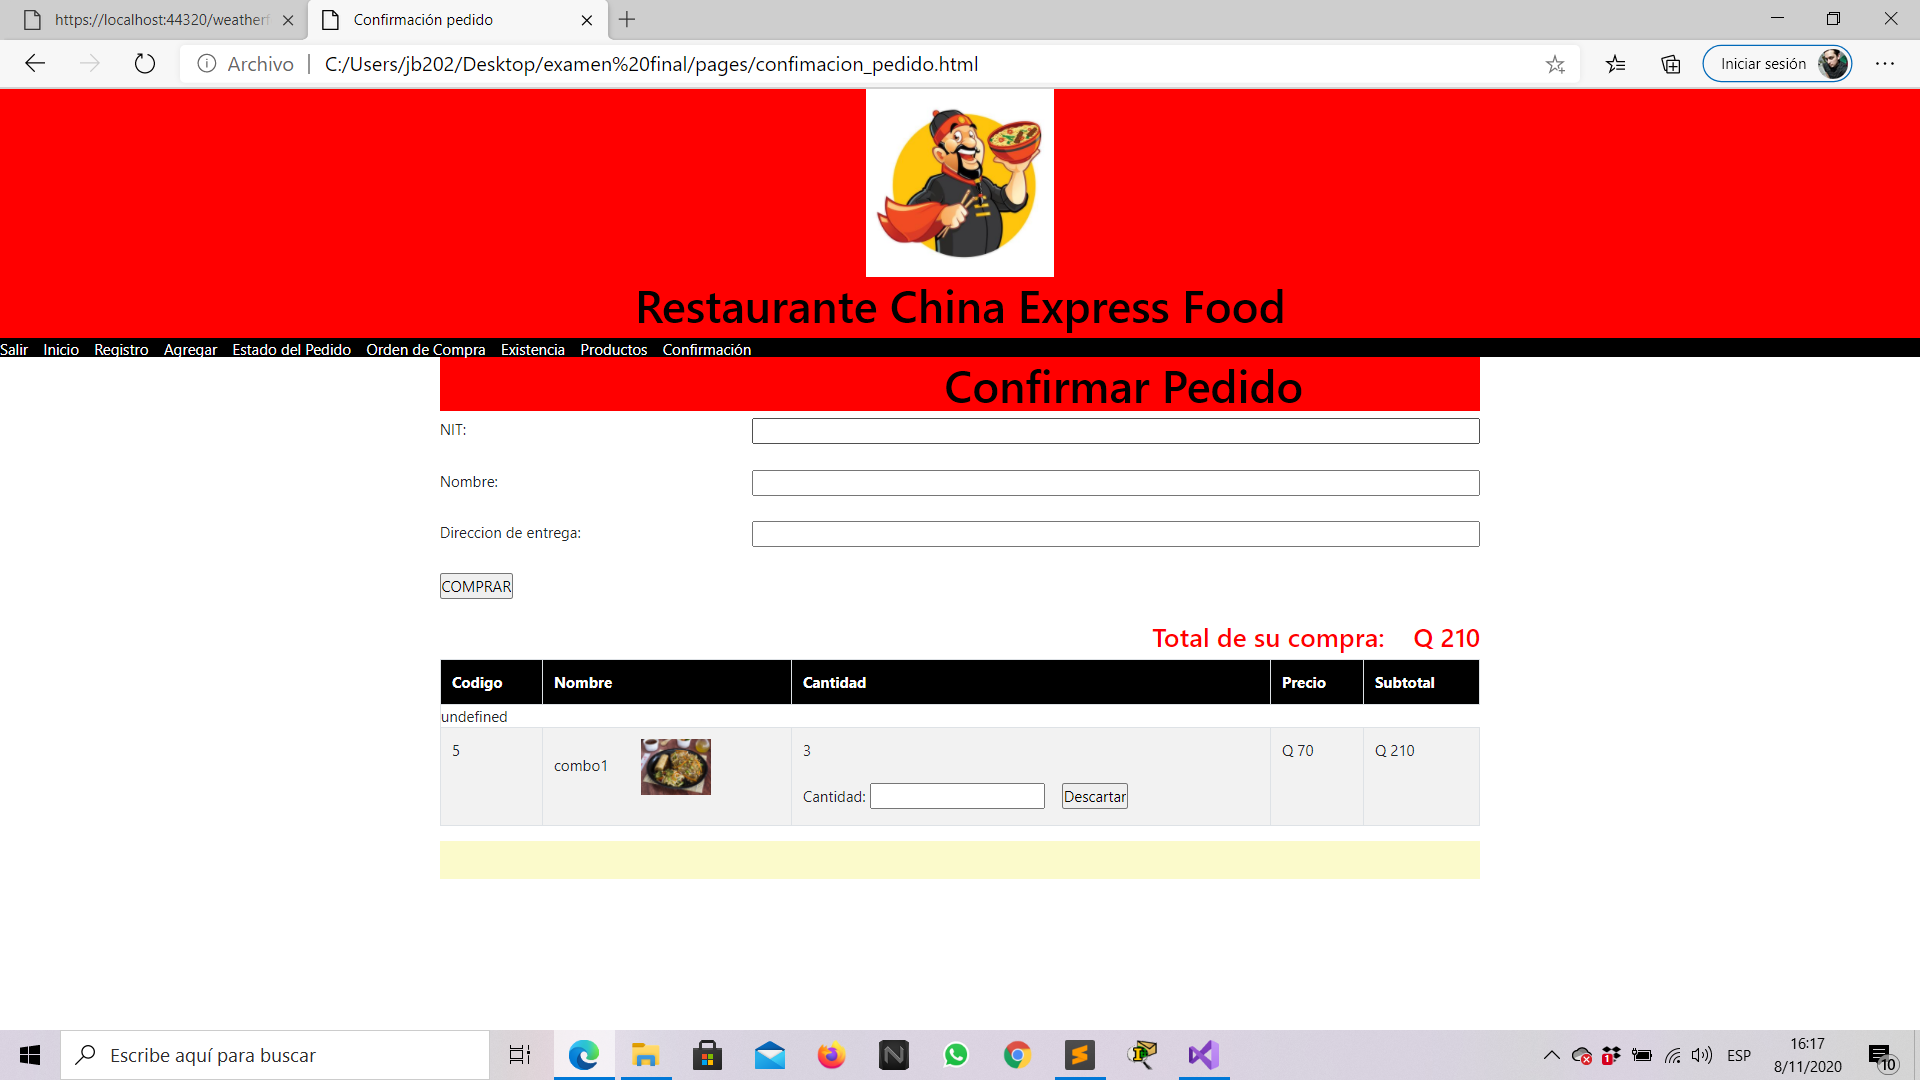 https://localhost:44320/weatherf
Confirmación pedido
Archivo | C:/Users/jb202/Desktop/examen%20final/pages/confimacion_pedido.html
Iniciar sesión
Restaurante China Express Food
Salir Inicio Registro Agregar Estado del Pedido Orden de Compra Existencia Productos Confirmación
Confirmar Pedido
NIT:
Nombre:
Direccion de entrega:
COMPRAR
Total de su compra: Q 210
Codigo Nombre Cantidad Precio Subtotal
undefined
5 combo1 3 Q 70 Q 210
Cantidad: Descartar
Escribe aquí para buscar
N
1
ESP
16:17
8/11/2020
10